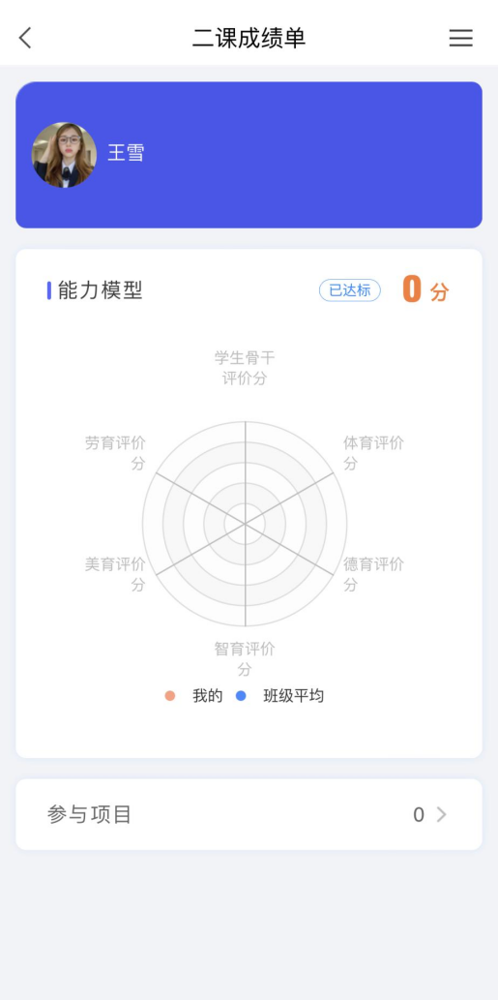 二课成绩单
王雪
能力模型 已达标 0 分
学生骨干
评价分
劳育评价
分
体育评价
分
美育评价
分
德育评价
分
智育评价
分
我的 班级平均
参与项目 0